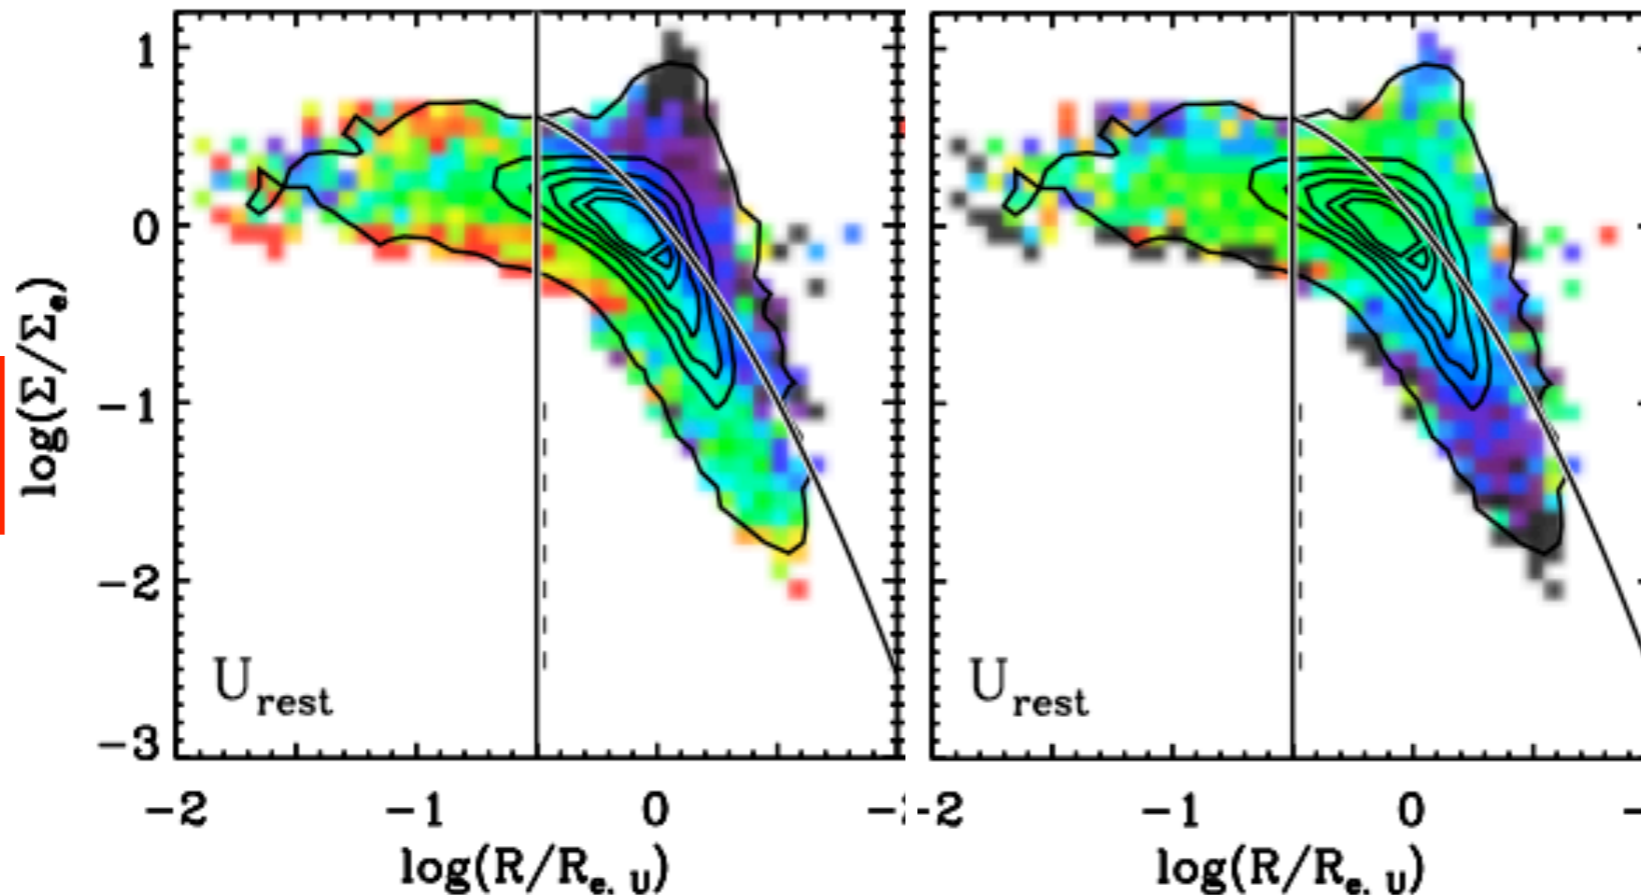 log(Σ/Σe)
1
0
−1
−2
−3
Urest
−2 −1 0 −
log(R/Re, U)
Urest
−2 −1 0 −
log(R/Re, U)